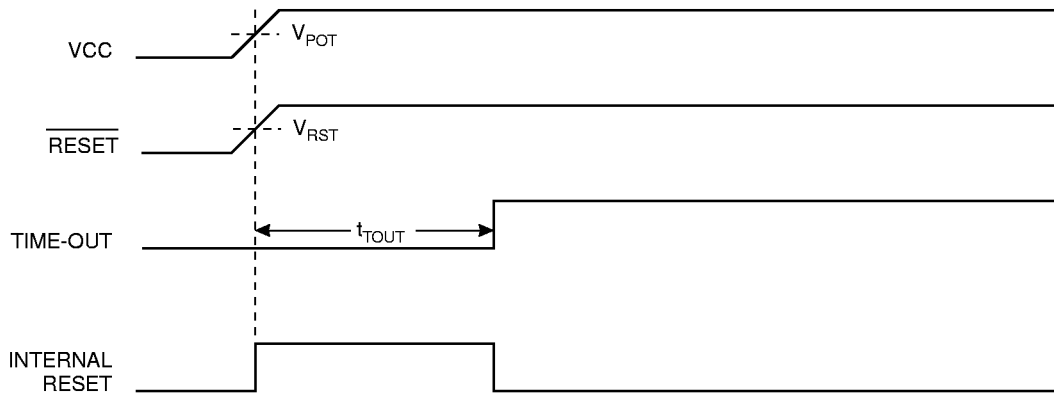 VCC
V_POT
RESET
V_RST
TIME-OUT
t_TOUT
INTERNAL
RESET